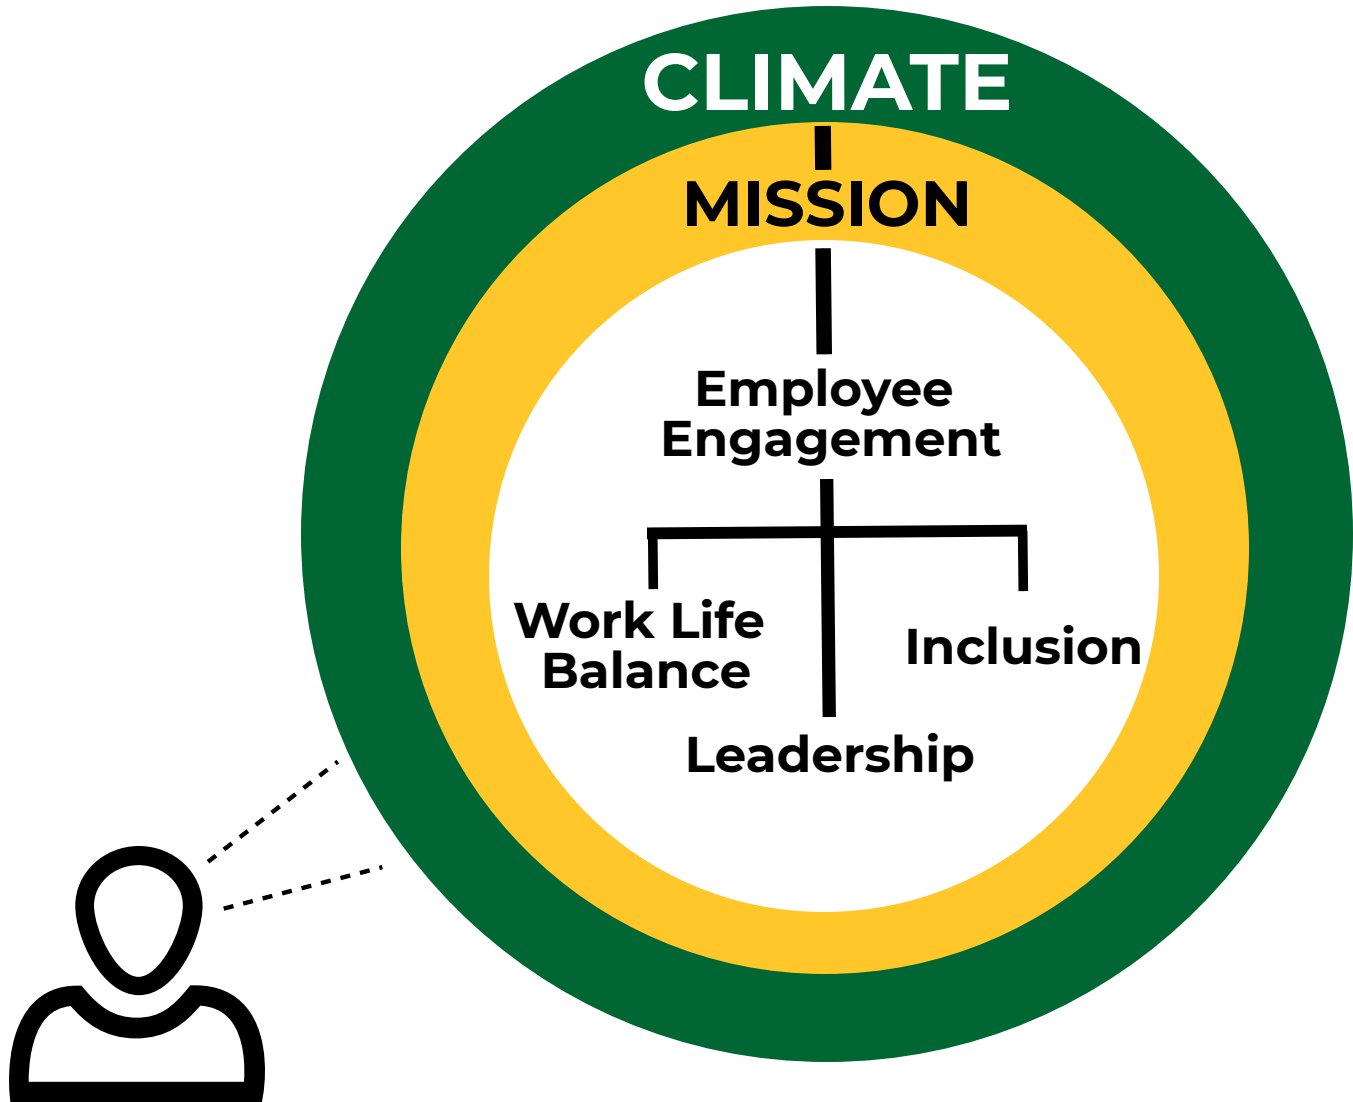 CLIMATE
MISSION
Employee
Engagement
Work Life
Balance
Inclusion
Leadership